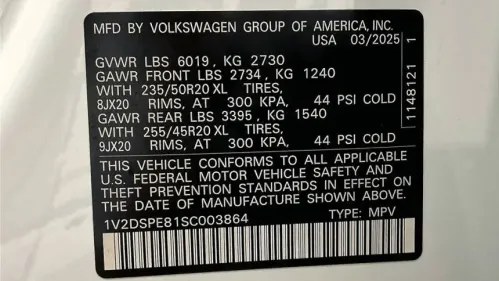 MFD BY VOLKSWAGEN GROUP OF AMERICA, INC.
USA 03/2025
GVWR LBS 6019, KG 2730
GAWR FRONT LBS 2734, KG 1240
WITH 235/50R20 XL TIRES,
8JX20 RIMS, AT 300 KPA, 44 PSI COLD
GAWR REAR LBS 3395, KG 1540
WITH 255/45R20 XL TIRES,
9JX20 RIMS, AT 300 KPA, 44 PSI COLD
THIS VEHICLE CONFORMS TO ALL APPLICABLE
U.S. FEDERAL MOTOR VEHICLE SAFETY AND
THEFT PREVENTION STANDARDS IN EFFECT ON
THE DATE OF MANUFACTURE SHOWN ABOVE.
1V2DSPE81SC003864 TYPE: MPV
1148121 1